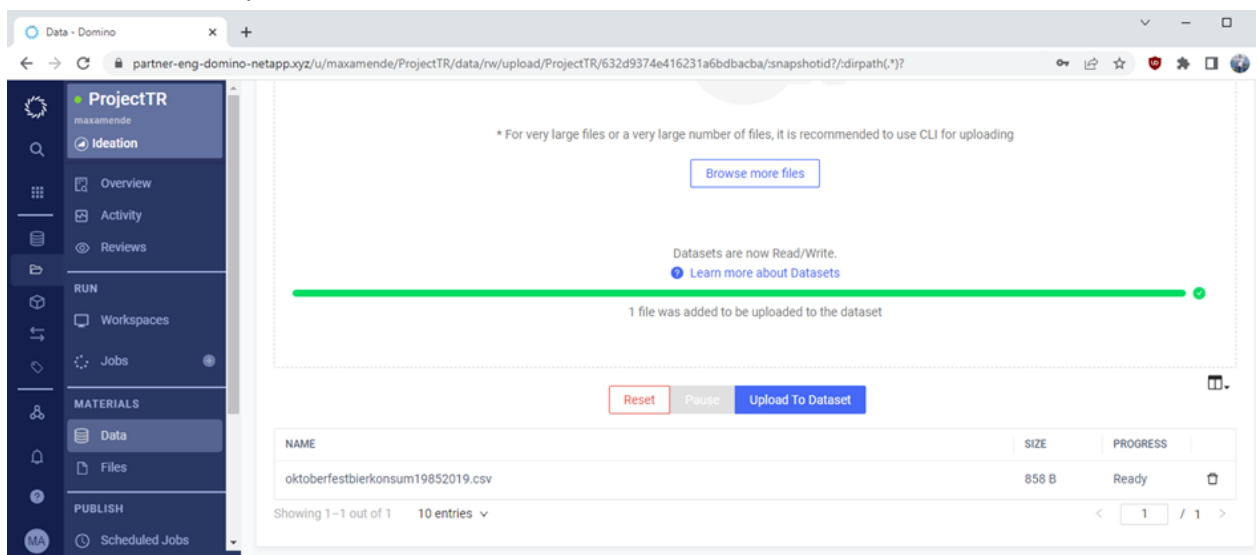 Data - Domino
partner-eng-domino-netapp.xyz/u/maxamende/ProjectTR/data/rw/upload/ProjectTR/632d9374e416231a6bdbacba/:snapshotid?/:dirpath(.*)?
ProjectTR
maxamende
Ideation
Overview
Activity
Reviews
RUN
Workspaces
Jobs
MATERIALS
Data
Files
PUBLISH
Scheduled Jobs
MA
* For very large files or a very large number of files, it is recommended to use CLI for uploading
Browse more files
Datasets are now Read/Write.
Learn more about Datasets
1 file was added to be uploaded to the dataset
Reset Pause Upload To Dataset
NAME SIZE PROGRESS
oktoberfestbierkonsum19852019.csv 858 B Ready
Showing 1–1 out of 1 10 entries < 1 / 1 >